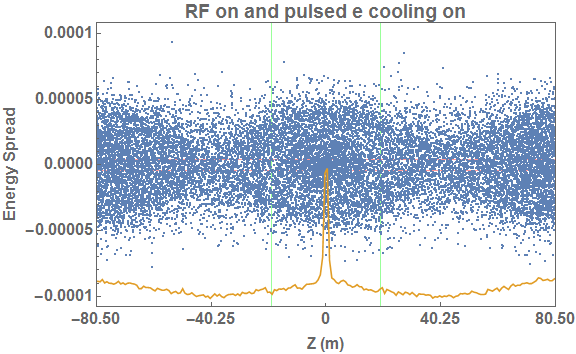 RF on and pulsed e cooling on
0.0001
0.00005
0.0000
−0.00005
−0.0001
Energy Spread
−80.50 −40.25 0 40.25 80.50
Z (m)